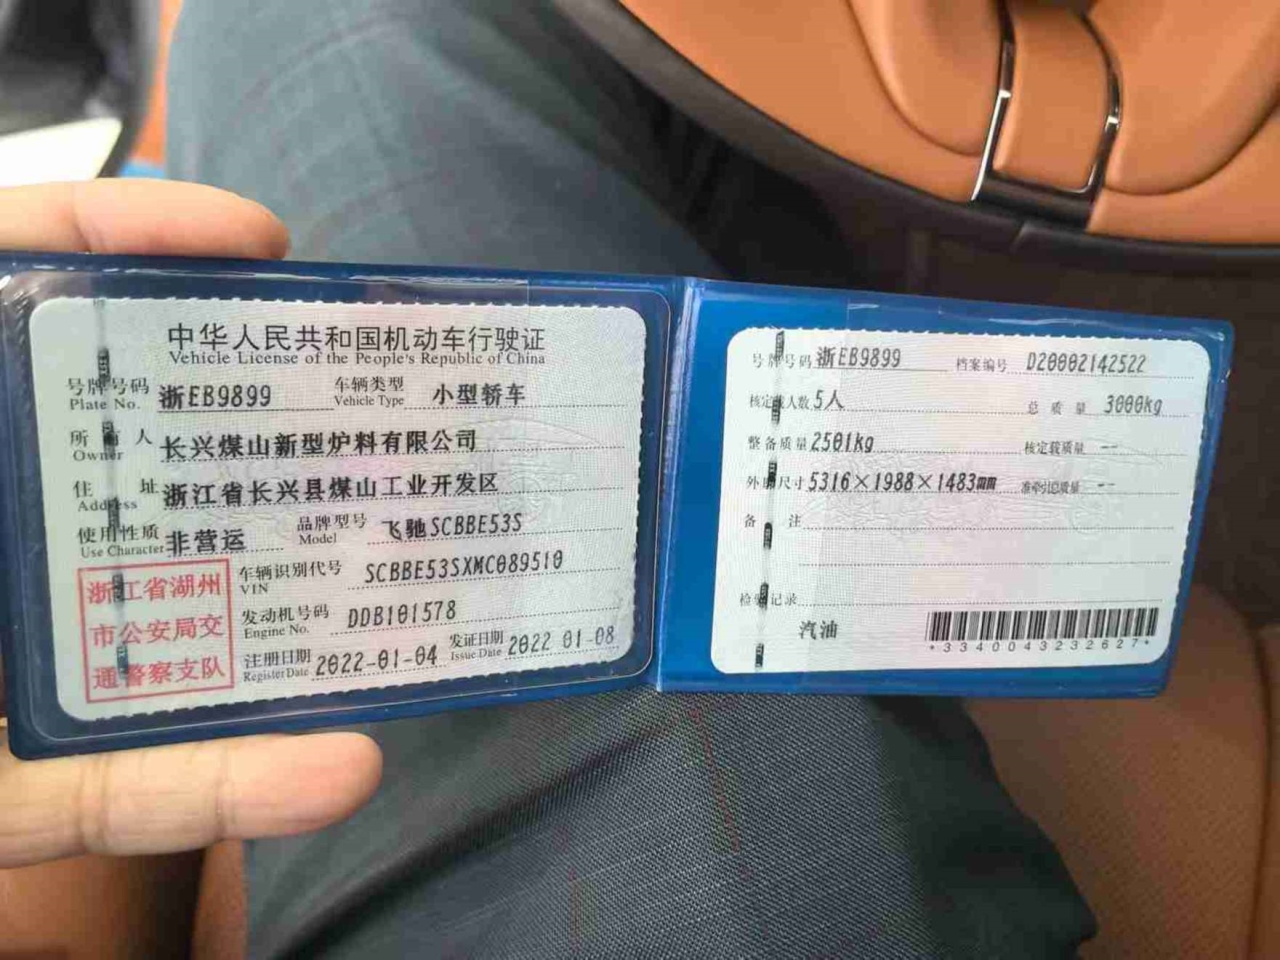 中华人民共和国机动车行驶证
Vehicle License of the People's Republic of China
号牌号码 浙EB9899 车辆类型 小型轿车
Plate No. Vehicle Type
所有人 长兴煤山新型炉料有限公司
Owner
住址 浙江省长兴县煤山工业开发区
Address
使用性质 非营运 品牌型号 飞驰SCBBE53S
Use Character Model
车辆识别代号 SCBBE53SXMC089510
VIN
发动机号码 DDB101578
Engine No.
注册日期 2022-01-04 发证日期 2022-01-08
Register Date Issue Date
浙江省湖州
市公安局交
通警察支队
号牌号码 浙EB9899 档案编号 D20002142522
核定载人数 5人 总质量 3000kg
整备质量 2501kg 核定载质量 --
外廓尺寸 5316×1988×1483mm 准牵引总质量 --
备注
检验记录
汽油
*3340043232627*